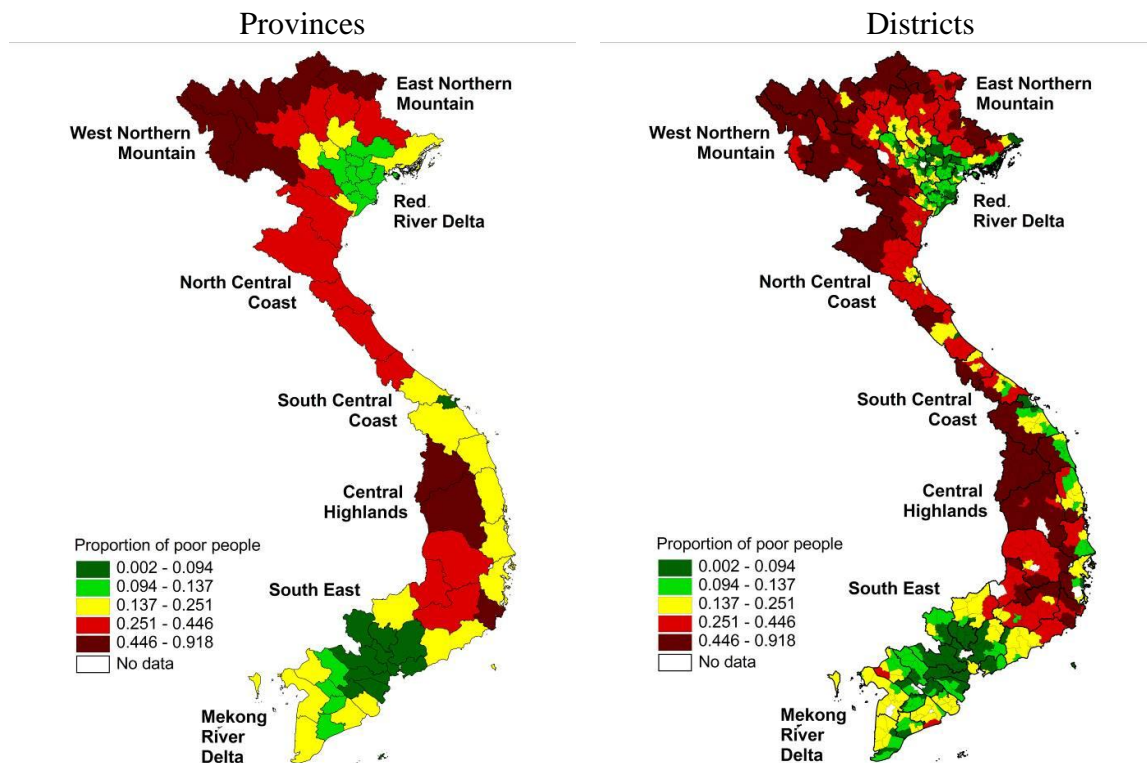 Provinces
East Northern
Mountain
West Northern
Mountain
Red.
River Delta
North Central
Coast
South Central
Coast
Central
Highlands
Proportion of poor people
0.002 - 0.094
0.094 - 0.137
0.137 - 0.251
0.251 - 0.446
0.446 - 0.918
No data
South East
Mekong
River
Delta
Districts
East Northern
Mountain
West Northern
Mountain
Red
River Delta
North Central
Coast
South Central
Coast
Central
Highlands
Proportion of poor people
0.002 - 0.094
0.094 - 0.137
0.137 - 0.251
0.251 - 0.446
0.446 - 0.918
No data
South East
Mekong
River
Delta